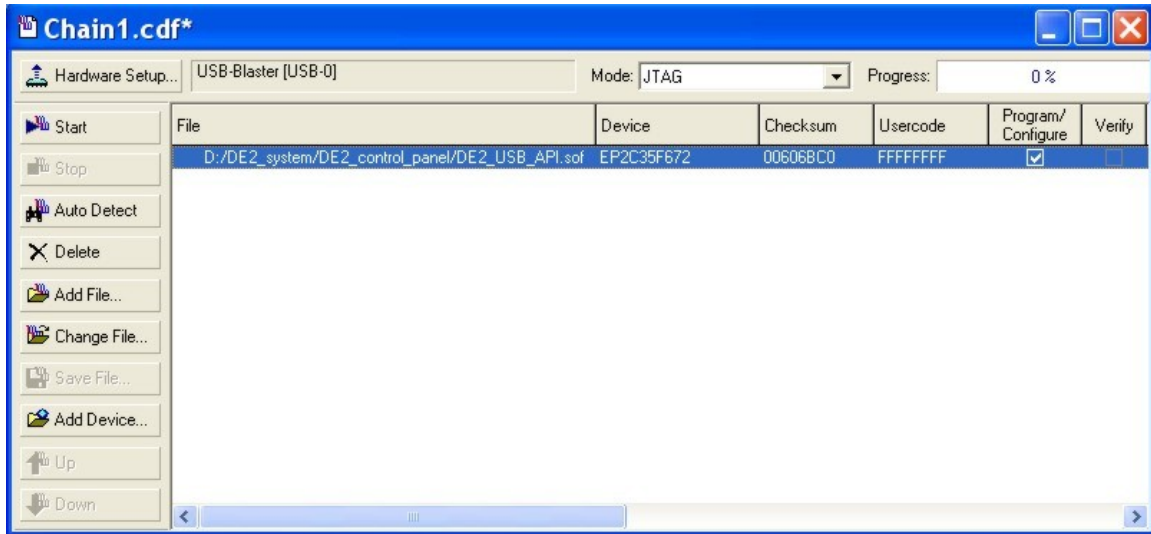 Chain1.cdf*
Hardware Setup... USB-Blaster [USB-0] Mode: JTAG Progress: 0 %
Start File Device Checksum Usercode Program/ Configure Verify
D:/DE2_system/DE2_control_panel/DE2_USB_API.sof EP2C35F672 00606BC0 FFFFFFFF
Stop
Auto Detect
Delete
Add File...
Change File...
Save File...
Add Device...
Up
Down